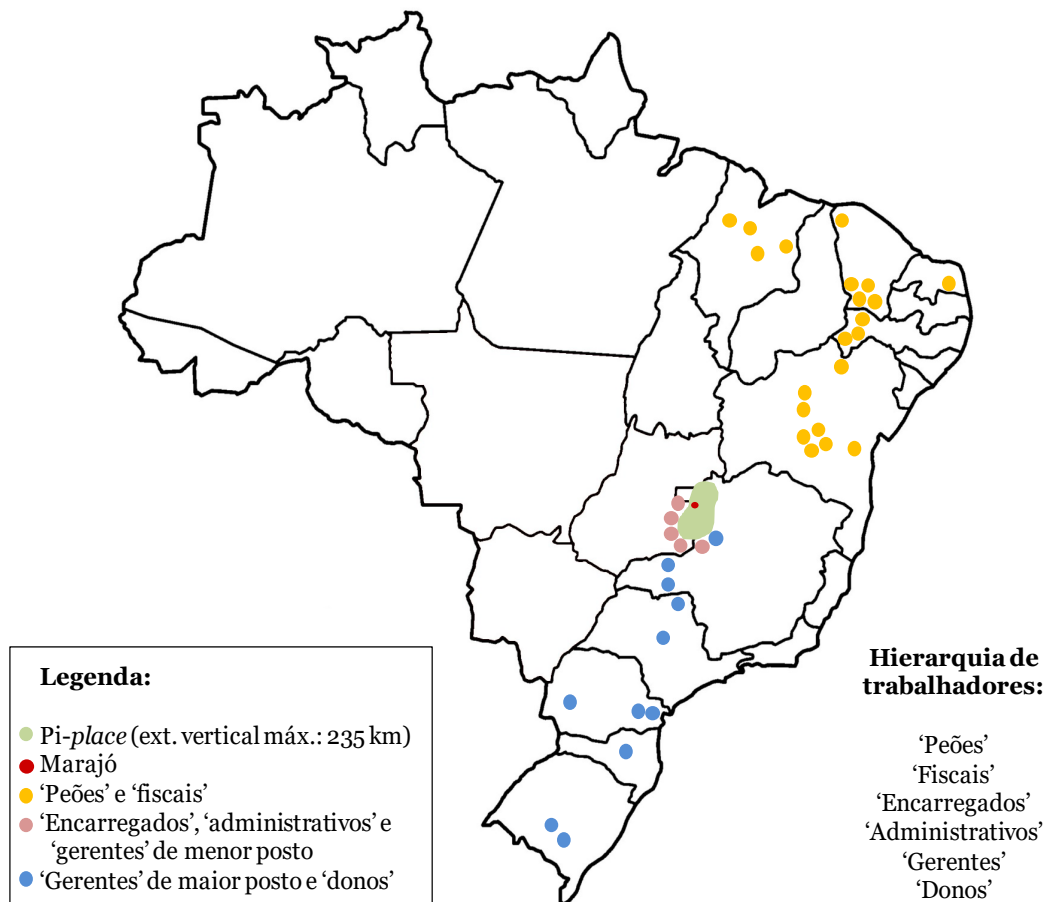 Legenda:
Pi-place (ext. vertical máx.: 235 km)
Marajó
‘Peões’ e ‘fiscais’
‘Encarregados’, ‘administrativos’ e
‘gerentes’ de menor posto
‘Gerentes’ de maior posto e ‘donos’
Hierarquia de
trabalhadores:
‘Peões’
‘Fiscais’
‘Encarregados’
‘Administrativos’
‘Gerentes’
‘Donos’